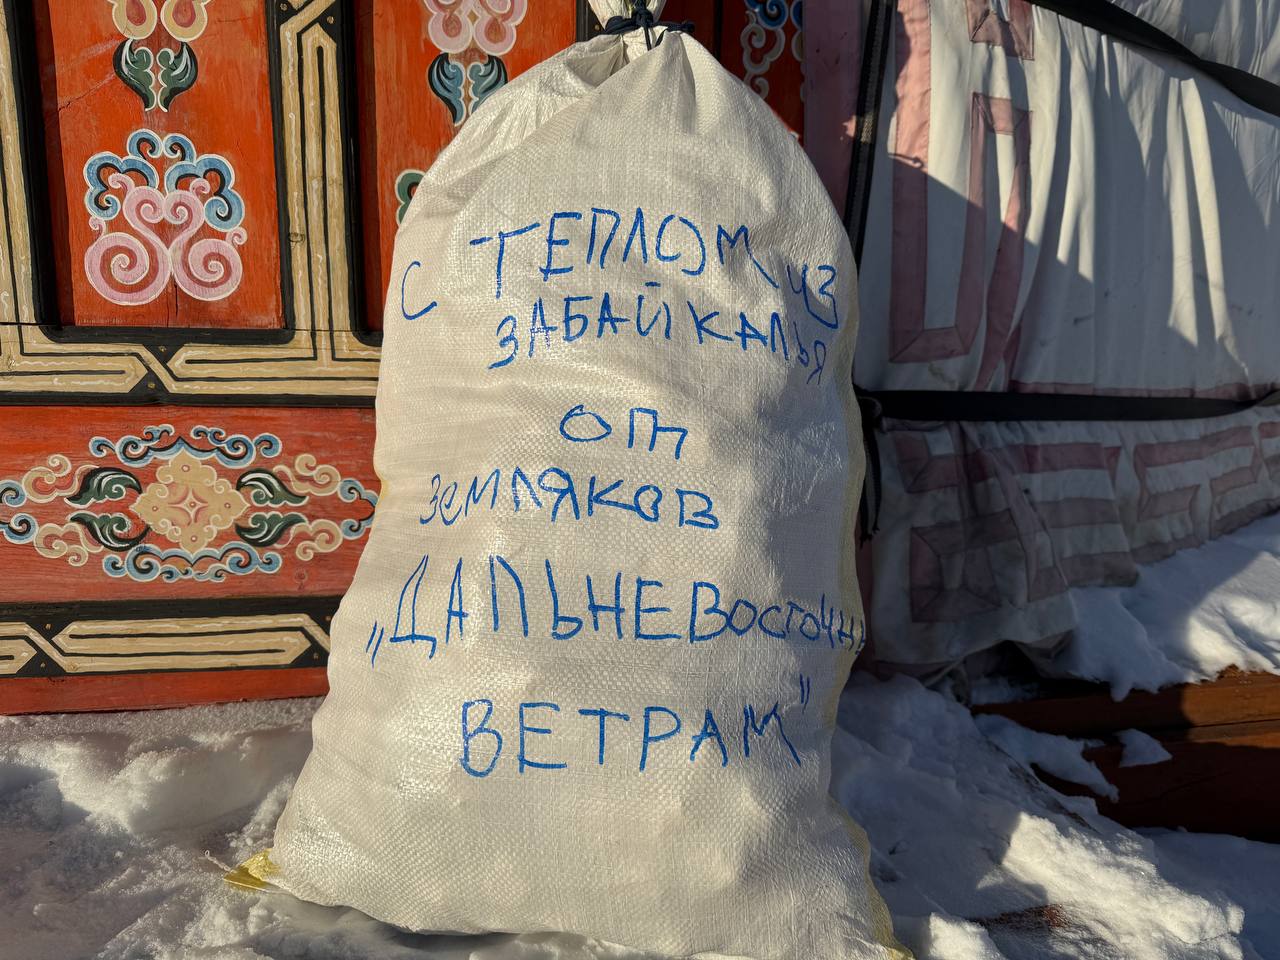 С ТЕПЛОМ ИЗ
ЗАБАЙКАЛЬЯ
ОТ
ЗЕМЛЯКОВ
„ДАЛЬНЕВОСТОЧН
ВЕТРАМ"